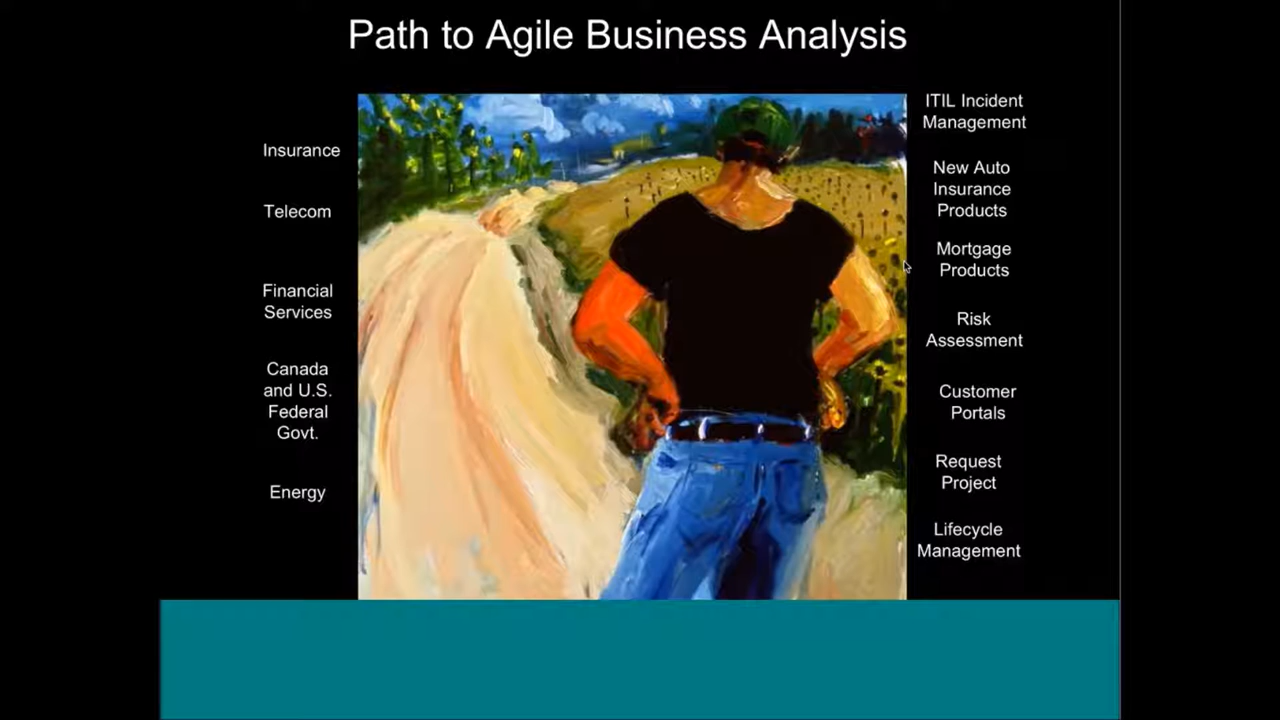 Path to Agile Business Analysis
Insurance
Telecom
Financial
Services
Canada
and U.S.
Federal
Govt.
Energy
ITIL Incident
Management
New Auto
Insurance
Products
Mortgage
Products
Risk
Assessment
Customer
Portals
Request
Project
Lifecycle
Management